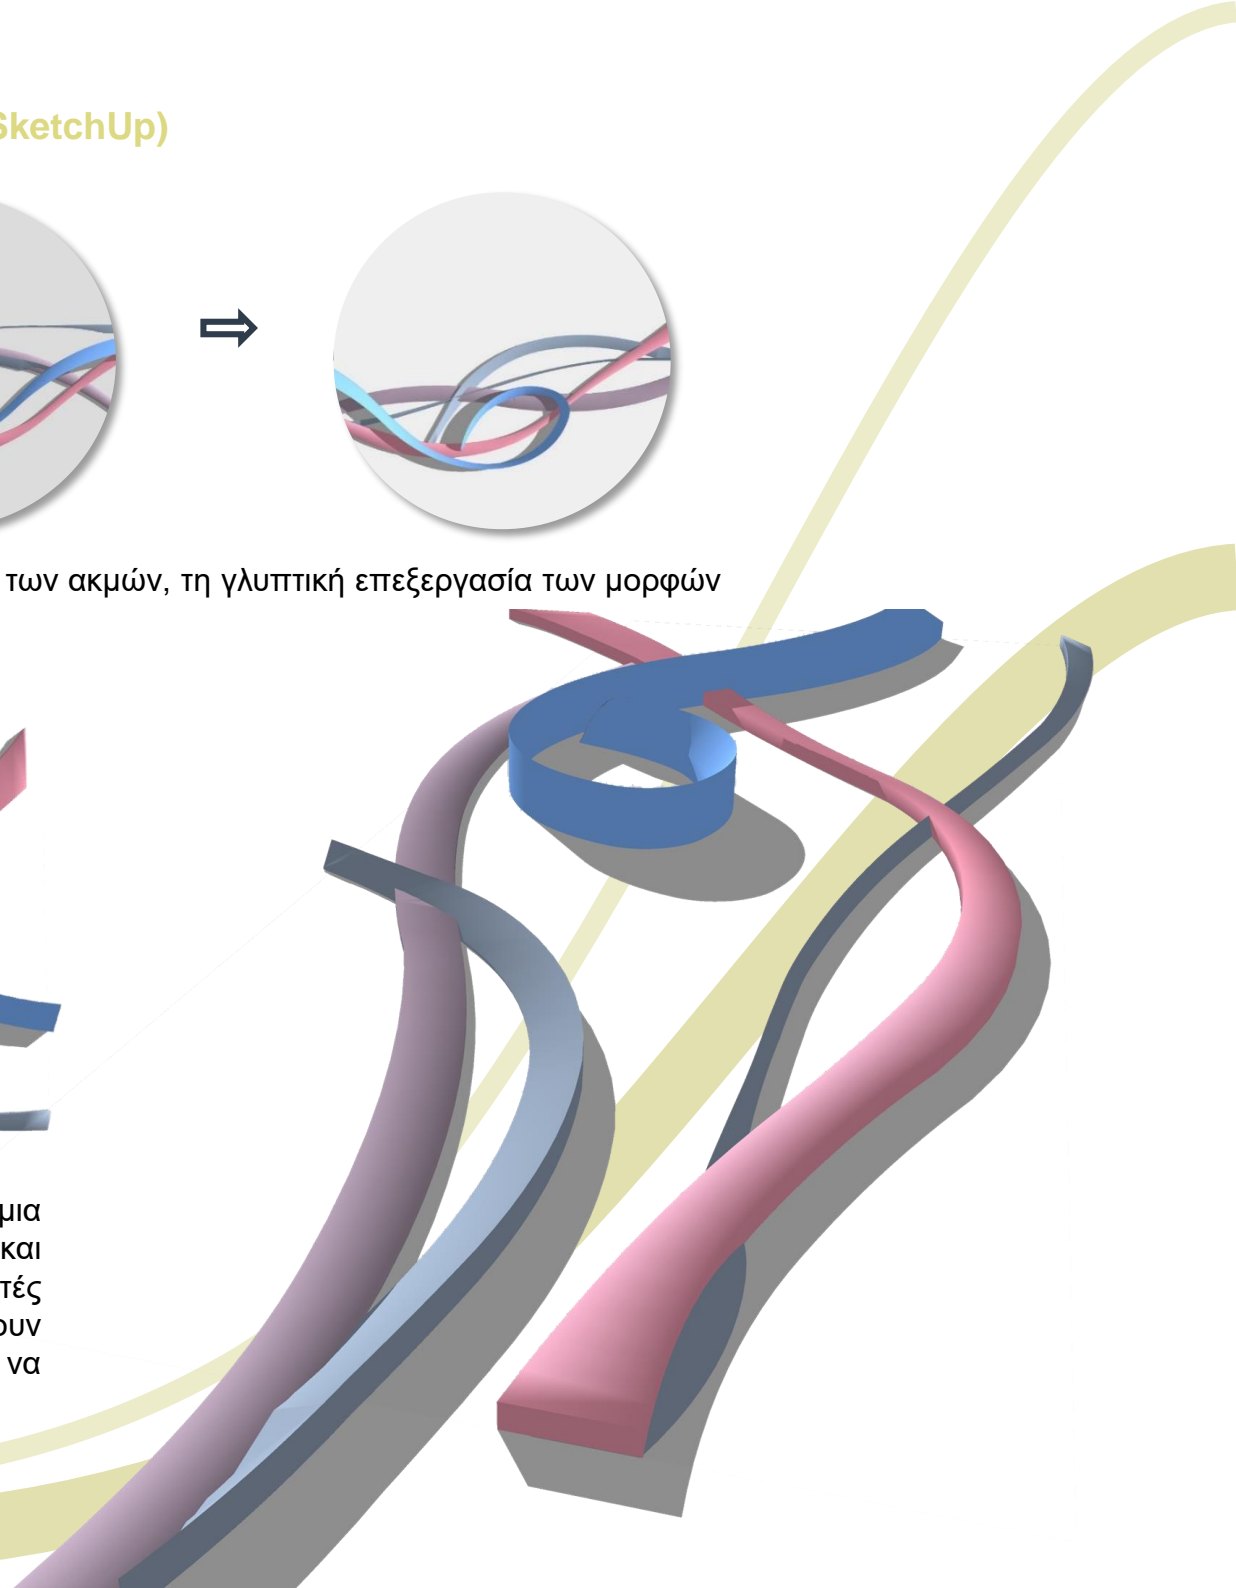 SketchUp)
των ακμών, τη γλυπτική επεξεργασία των μορφών
μια
και
τές
ουν
να